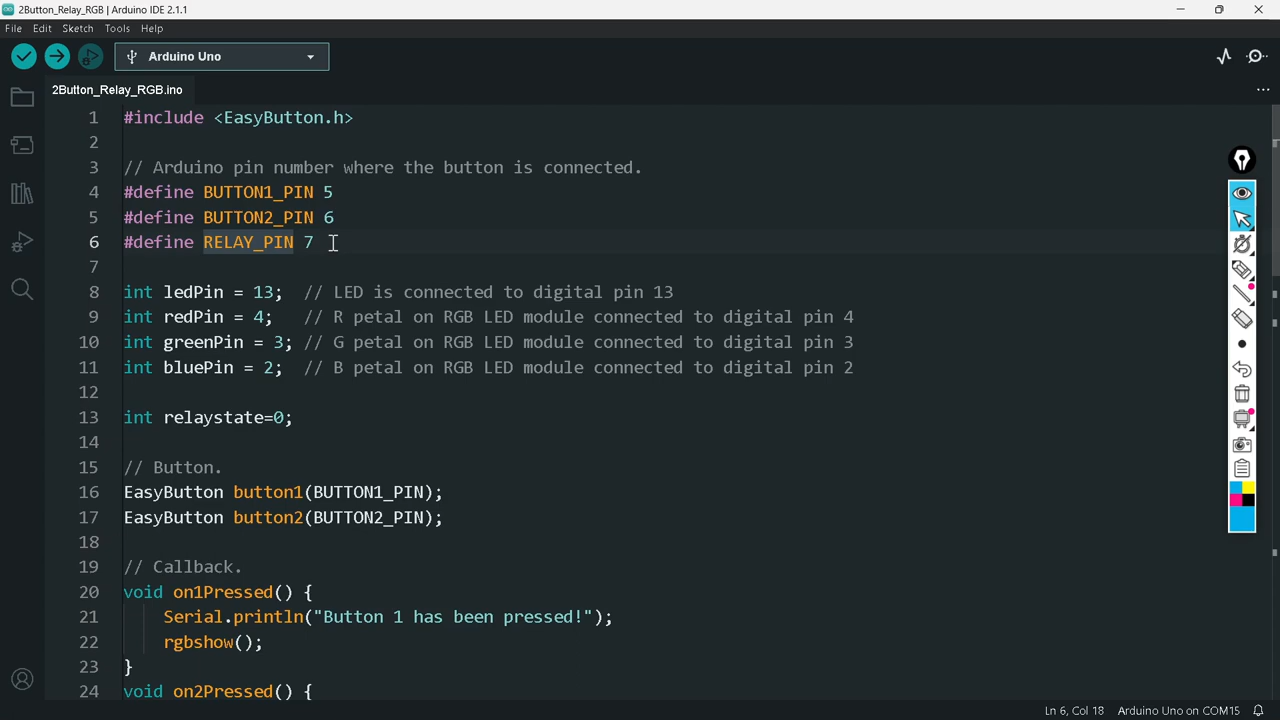 2Button_Relay_RGB | Arduino IDE 2.1.1
File Edit Sketch Tools Help
Arduino Uno
2Button_Relay_RGB.ino
1 #include <EasyButton.h>
2
3 // Arduino pin number where the button is connected.
4 #define BUTTON1_PIN 5
5 #define BUTTON2_PIN 6
6 #define RELAY_PIN 7
7
8 int ledPin = 13;  // LED is connected to digital pin 13
9 int redPin = 4;   // R petal on RGB LED module connected to digital pin 4
10 int greenPin = 3; // G petal on RGB LED module connected to digital pin 3
11 int bluePin = 2;  // B petal on RGB LED module connected to digital pin 2
12
13 int relaystate=0;
14
15 // Button.
16 EasyButton button1(BUTTON1_PIN);
17 EasyButton button2(BUTTON2_PIN);
18
19 // Callback.
20 void on1Pressed() {
21     Serial.println("Button 1 has been pressed!");
22     rgbshow();
23 }
24 void on2Pressed() {
Ln 6, Col 18 Arduino Uno on COM15